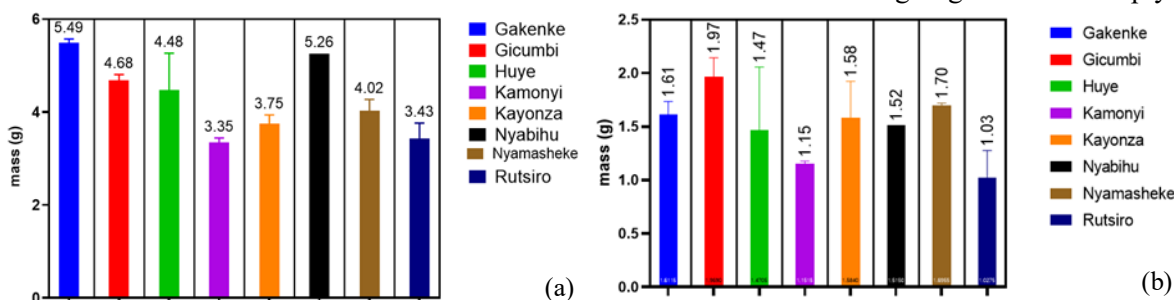 5.49
4.68
4.48
3.35
3.75
5.26
4.02
3.43
6
4
2
0
mass (g)
Gakenke
Gicumbi
Huye
Kamonyi
Kayonza
Nyabihu
Nyamasheke
Rutsiro
(a)
1.61
1.97
1.47
1.15
1.58
1.52
1.70
1.03
2.5
2.0
1.5
1.0
0.5
0.0
mass (g)
Gakenke
Gicumbi
Huye
Kamonyi
Kayonza
Nyabihu
Nyamasheke
Rutsiro
(b)